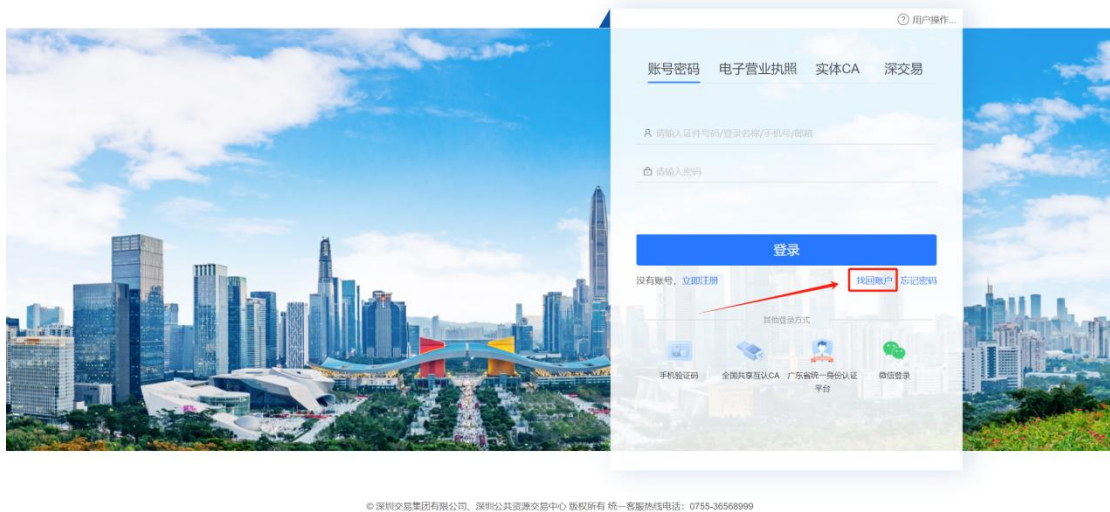 用户操作...
账号密码 电子营业执照 实体CA 深交易
请输入证件号码/登录名称/手机号/邮箱
请输入密码
登录
没有账号，立即注册 找回账户 忘记密码
其他登录方式
手机验证码 全国共享互认CA 广东省统一身份认证 微信登录
平台
© 深圳交易集团有限公司、深圳公共资源交易中心 版权所有 统一客服热线电话：0755-36568999